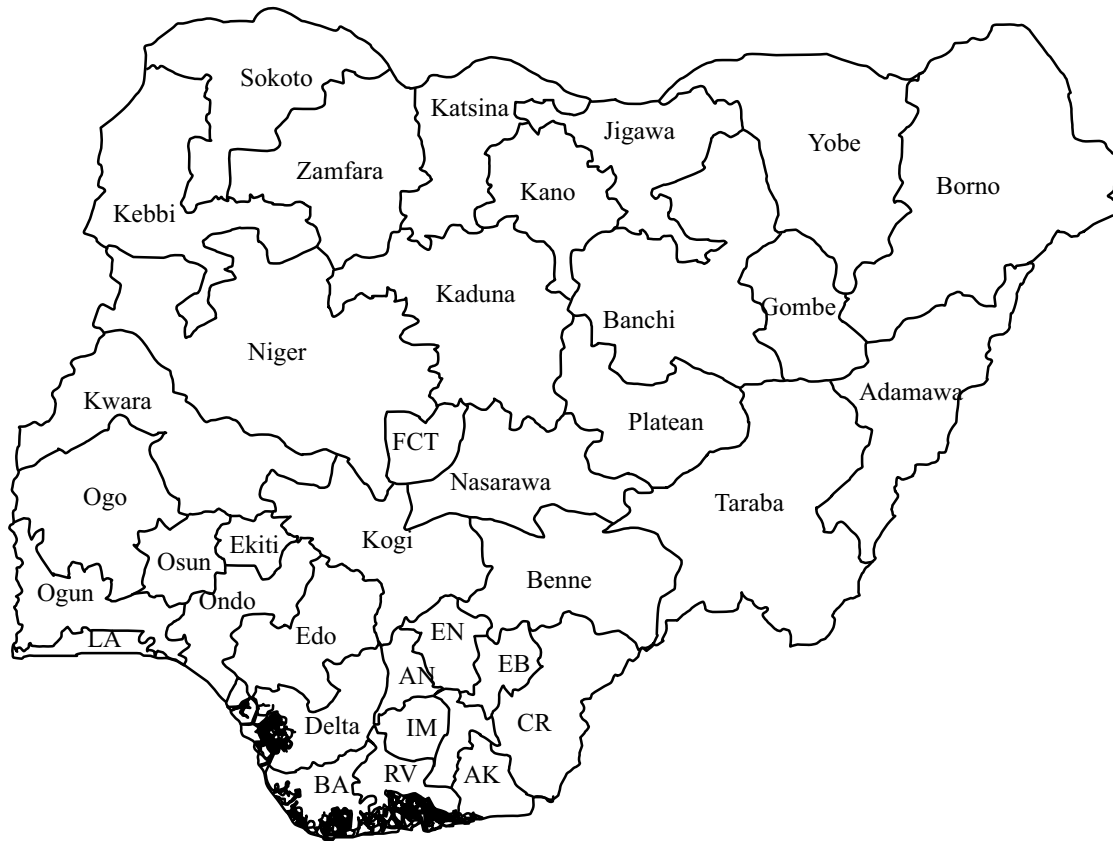 Sokoto
Katsina
Jigawa
Yobe
Zamfara
Kano
Borno
Kebbi
Kaduna
Gombe
Banchi
Niger
Adamawa
Kwara
Platean
FCT
Nasarawa
Ogo
Taraba
Kogi
Ekiti
Osun
Benne
Ogun
Ondo
EN
Edo
LA
EB
AN
Delta
IM
CR
RV
AK
BA